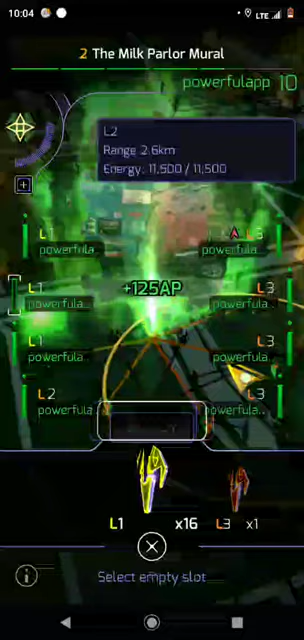 10:04
LTE
2 The Milk Parlor Mural
powerfulapp 10
L2
Range 2.6km
Energy: 11,500 / 11,500
L1
powerfula..
L3
powerfula..
+125AP
L1
powerfula..
L3
powerfula..
L1
powerfula..
L3
powerfula..
L2
powerfula..
L3
powerfula..
L1 x16
L3 x1
Select empty slot